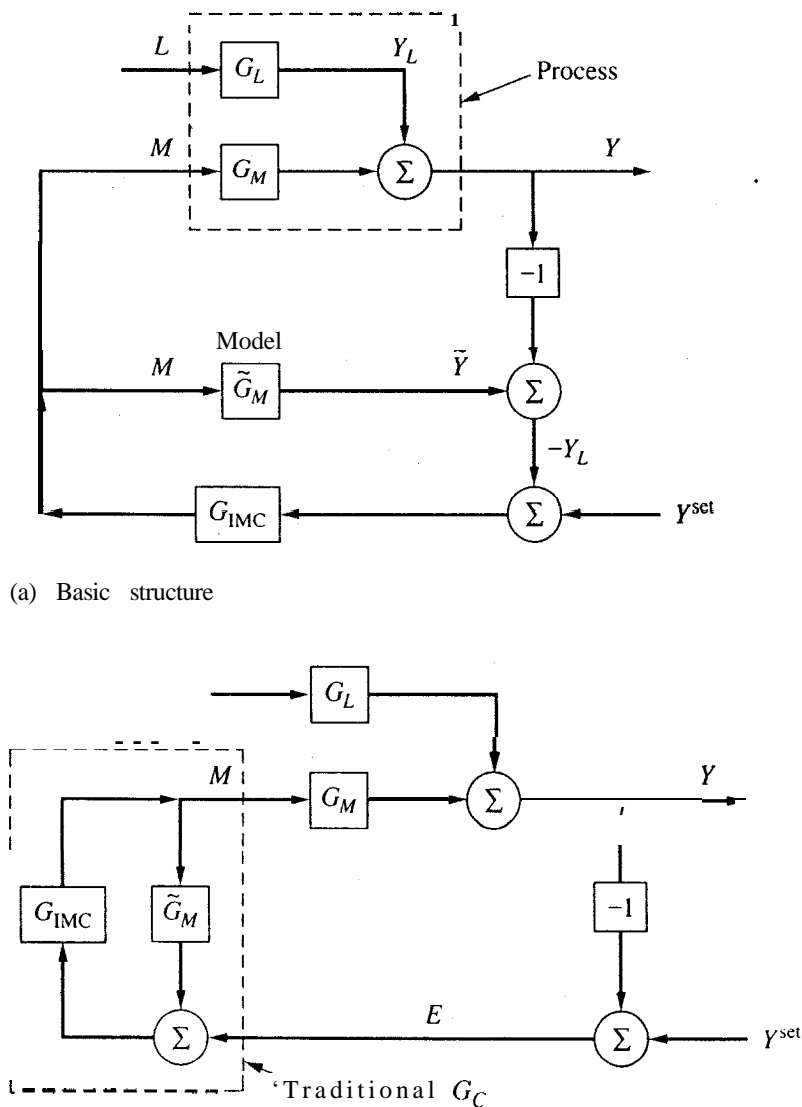 1
L G_L Y_L
Process
M G_M Σ Y
-1
Model
M G̃_M Ỹ Σ
-Y_L
G_IMC Σ Y^set
(a) Basic structure
G_L
M G_M Σ Y
G_IMC G̃_M -1
Σ E Σ Y^set
'Traditional G_C